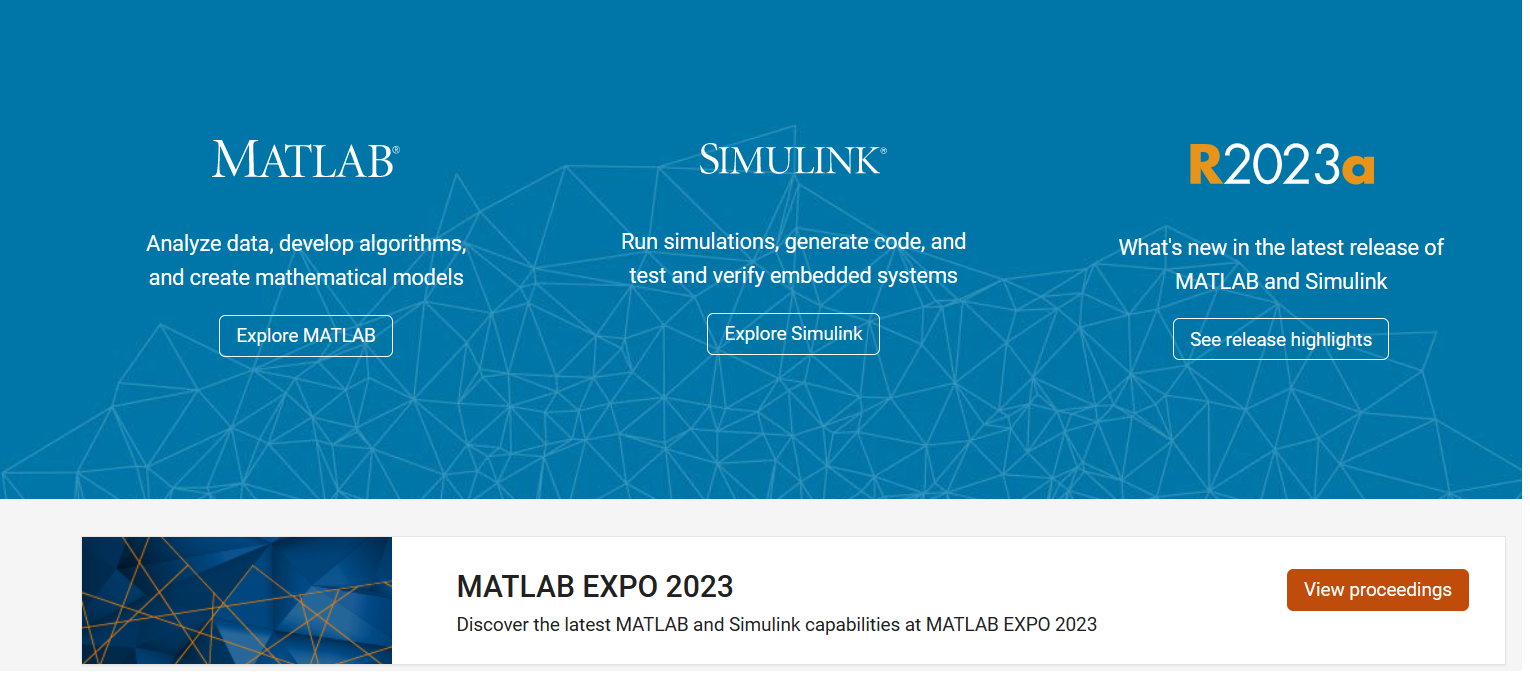 MATLAB®
Analyze data, develop algorithms,
and create mathematical models
Explore MATLAB
SIMULINK®
Run simulations, generate code, and
test and verify embedded systems
Explore Simulink
R2023a
What's new in the latest release of
MATLAB and Simulink
See release highlights
MATLAB EXPO 2023
Discover the latest MATLAB and Simulink capabilities at MATLAB EXPO 2023
View proceedings